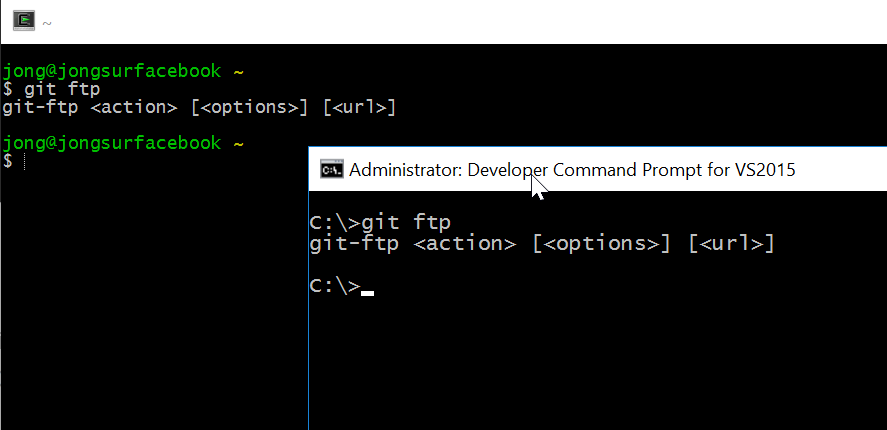 ~
jong@jongsurfacebook ~
$ git ftp
git-ftp <action> [<options>] [<url>]
jong@jongsurfacebook ~
$
Administrator: Developer Command Prompt for VS2015
C:\>git ftp
git-ftp <action> [<options>] [<url>]
C:\>